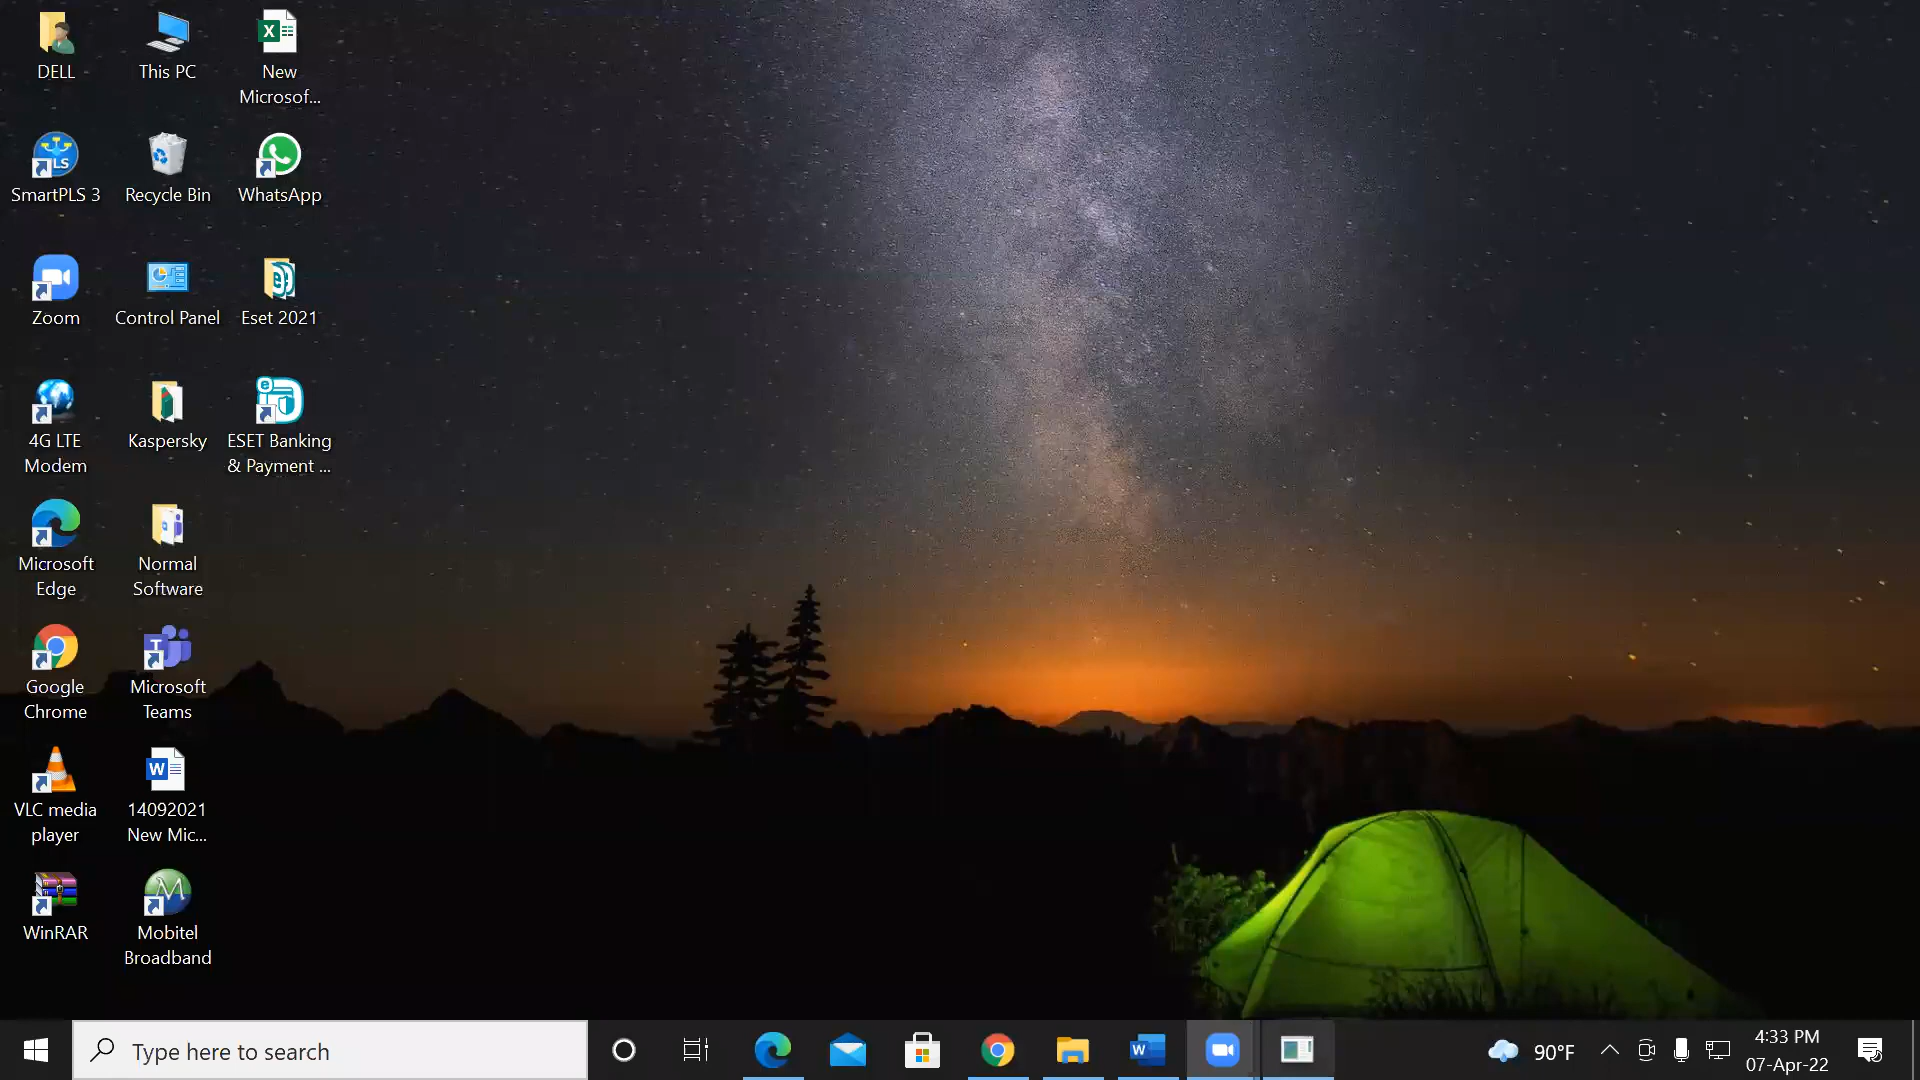 DELL
This PC
New
Microsof...
SmartPLS 3
Recycle Bin
WhatsApp
Zoom
Control Panel
Eset 2021
4G LTE
Modem
Kaspersky
ESET Banking
& Payment ...
Microsoft
Edge
Normal
Software
Google
Chrome
Microsoft
Teams
VLC media
player
14092021
New Mic...
WinRAR
Mobitel
Broadband
Type here to search
90°F
4:33 PM
07-Apr-22